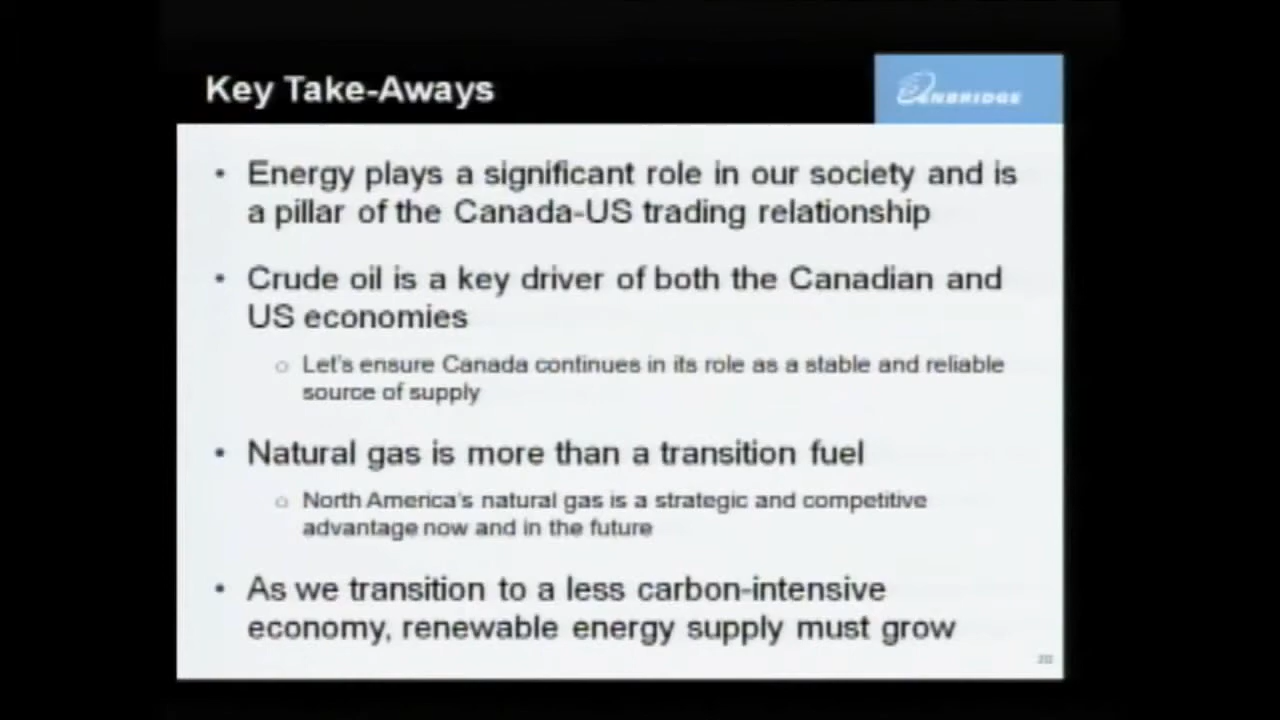 Key Take-Aways
ENBRIDGE
• Energy plays a significant role in our society and is
a pillar of the Canada-US trading relationship
• Crude oil is a key driver of both the Canadian and
US economies
○ Let's ensure Canada continues in its role as a stable and reliable
source of supply
• Natural gas is more than a transition fuel
○ North America's natural gas is a strategic and competitive
advantage now and in the future
• As we transition to a less carbon-intensive
economy, renewable energy supply must grow
20